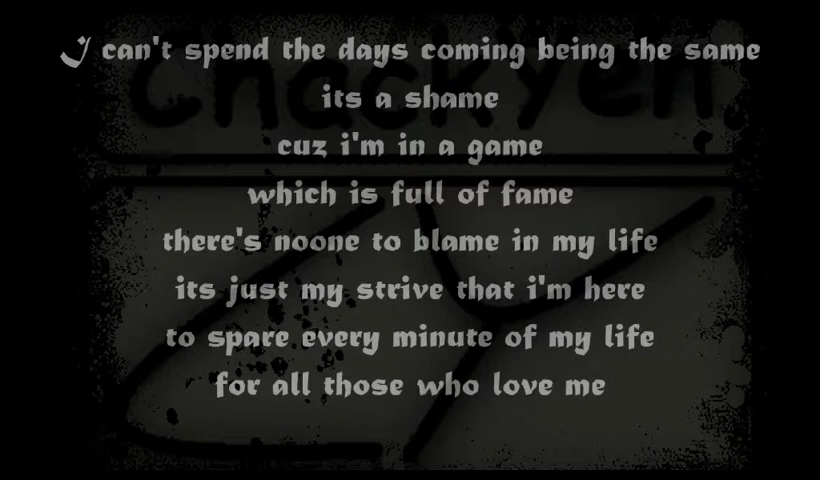 Chackyen
I can't spend the days coming being the same
its a shame
cuz i'm in a game
which is full of fame
there's noone to blame in my life
its just my strive that i'm here
to spare every minute of my life
for all those who love me
CY